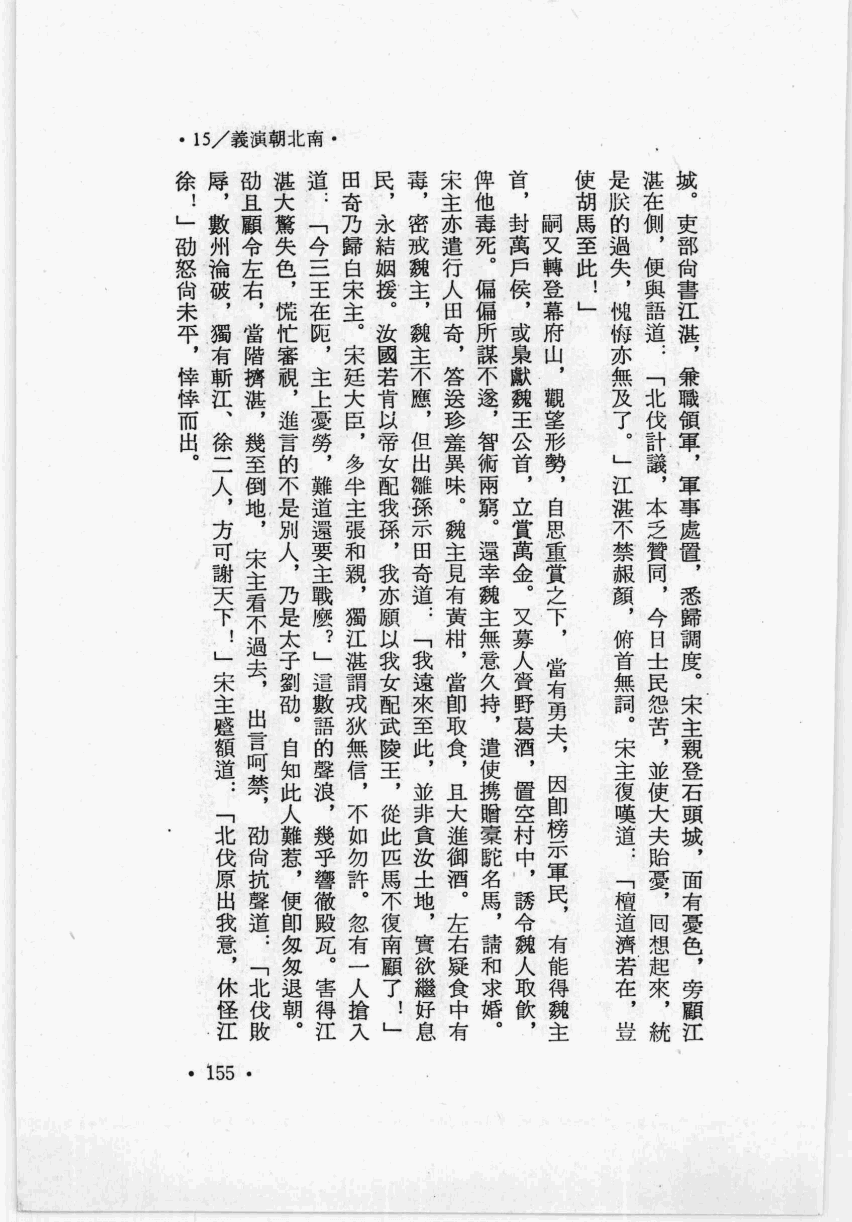 •15／義演朝北南•
城。吏部尙書江湛，兼職領軍，軍事處置，悉歸調度。宋主親登石頭城，面有憂色，旁顧江
湛在側，便與語道：「北伐計議，本乏贊同，今日士民怨苦，並使大夫貽憂，回想起來，統
是朕的過失，愧悔亦無及了。」江湛不禁赧顏，俯首無詞。宋主復嘆道：「檀道濟若在，豈
使胡馬至此！」
嗣又轉登幕府山，觀望形勢，自思重賞之下，當有勇夫，因卽榜示軍民，有能得魏主
首，封萬戶侯，或梟獻魏王公首，立賞萬金。又募人齎野葛酒，置空村中，誘令魏人取飲，
俾他毒死。偏偏所謀不遂，智術兩窮。還幸魏主無意久持，遣使携贈橐駝名馬，請和求婚。
宋主亦遣行人田奇，答送珍羞異味。魏主見有黃柑，當卽取食，且大進御酒。左右疑食中有
毒，密戒魏主，魏主不應，但出雛孫示田奇道：「我遠來至此，並非貪汝土地，實欲繼好息
民，永結姻援。汝國若肯以帝女配我孫，我亦願以我女配武陵王，從此匹馬不復南顧了！」
田奇乃歸白宋主。宋廷大臣，多半主張和親，獨江湛謂戎狄無信，不如勿許。忽有一人搶入
道：「今三王在阨，主上憂勞，難道還要主戰麼？」這數語的聲浪，幾乎響徹殿瓦。害得江
湛大驚失色，慌忙審視，進言的不是別人，乃是太子劉劭。自知此人難惹，便卽匆匆退朝。
劭且顧令左右，當階擠湛，幾至倒地，宋主看不過去，出言呵禁，劭尙抗聲道：「北伐敗
辱，數州淪破，獨有斬江、徐二人，方可謝天下！」宋主蹙額道：「北伐原出我意，休怪江
徐！」劭怒尙未平，悻悻而出。
•155•